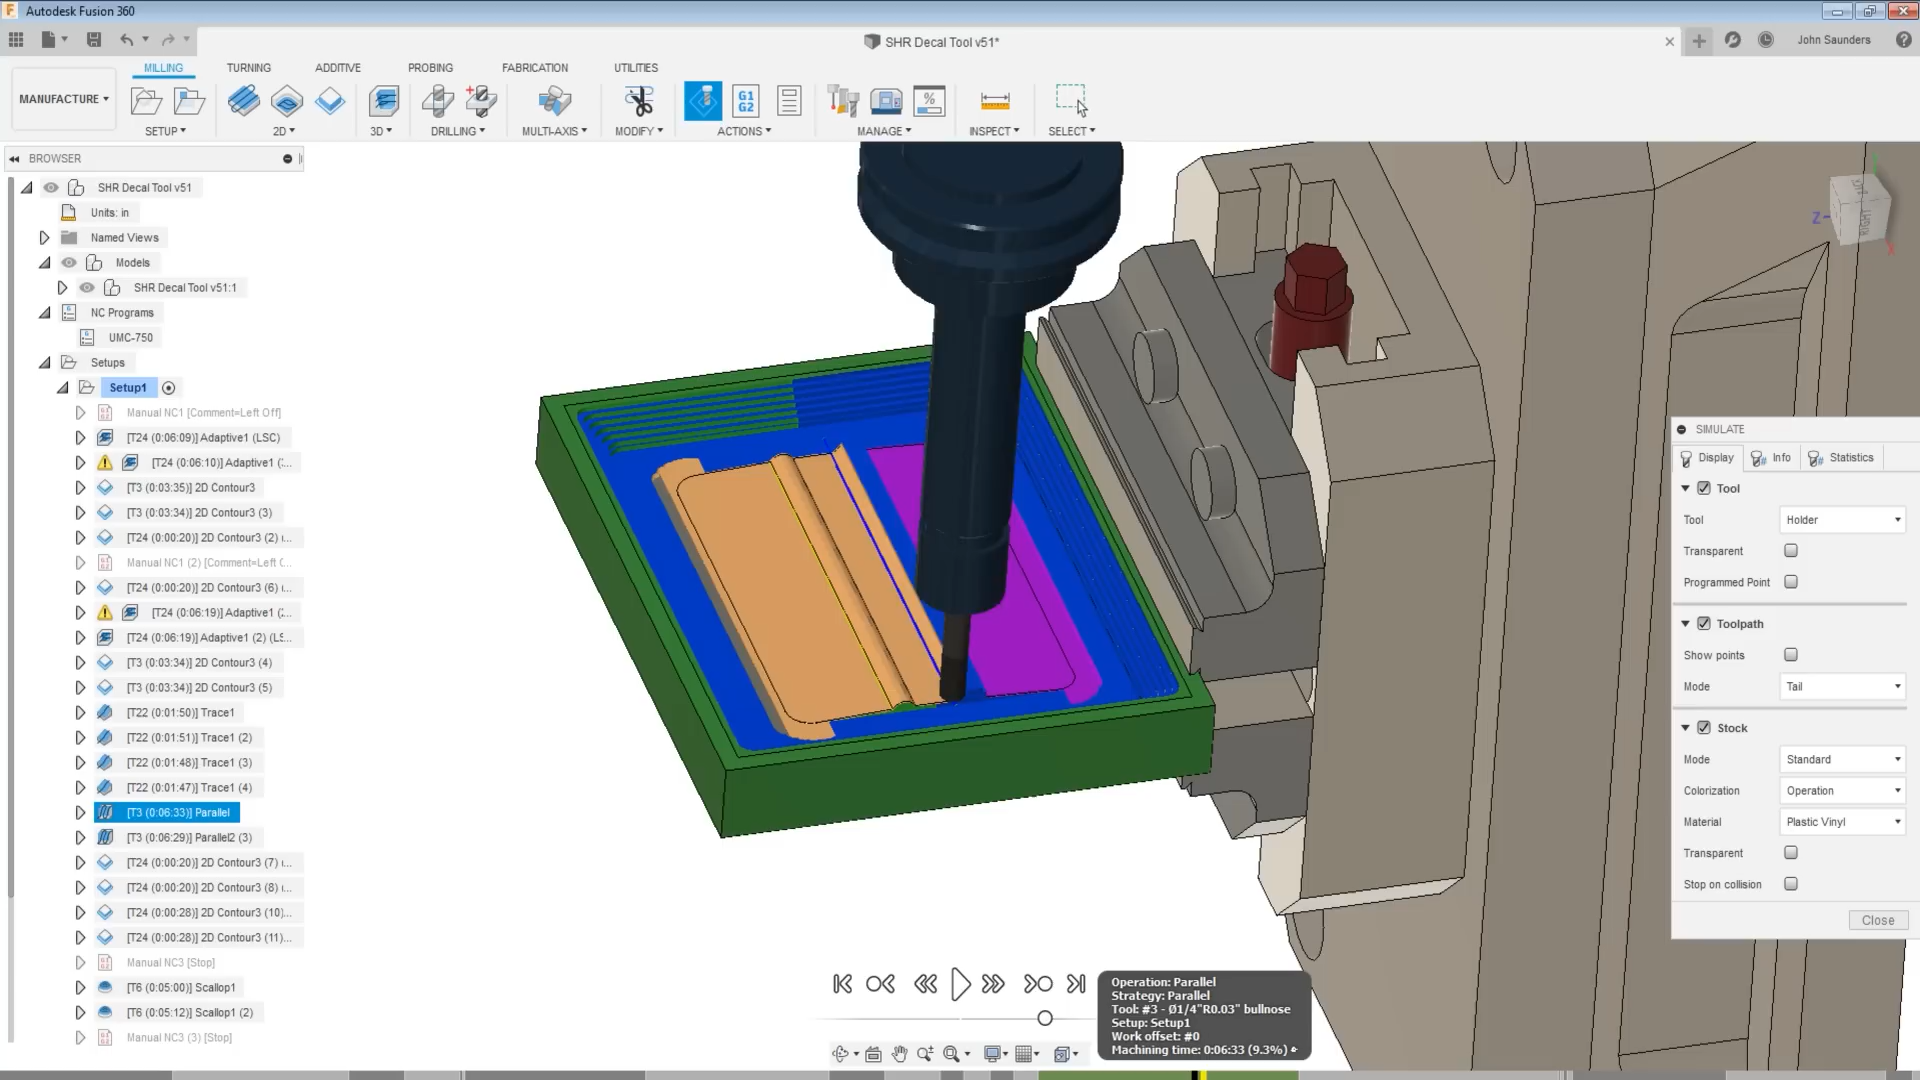 Autodesk Fusion 360
SHR Decal Tool v51*
John Saunders
MILLING
TURNING
ADDITIVE
PROBING
FABRICATION
UTILITIES
MANUFACTURE
G1
G2
%
SETUP
2D
3D
DRILLING
MULTI-AXIS
MODIFY
ACTIONS
MANAGE
INSPECT
SELECT
BROWSER
SHR Decal Tool v51
Units: in
Named Views
Models
SHR Decal Tool v51:1
NC Programs
UMC-750
Setups
Setup1
Manual NC1 [Comment=Left Off]
[T24 (0:06:09)] Adaptive1 (LSC)
[T24 (0:06:10)] Adaptive1 (:...
[T3 (0:03:35)] 2D Contour3
[T3 (0:03:34)] 2D Contour3 (3)
[T24 (0:00:20)] 2D Contour3 (2) (...
Manual NC1 (2) [Comment=Left C...
[T24 (0:00:20)] 2D Contour3 (6) (...
[T24 (0:06:19)] Adaptive1 (:...
[T24 (0:06:19)] Adaptive1 (2) (LS...
[T3 (0:03:34)] 2D Contour3 (4)
[T3 (0:03:34)] 2D Contour3 (5)
[T22 (0:01:50)] Trace1
[T22 (0:01:51)] Trace1 (2)
[T22 (0:01:48)] Trace1 (3)
[T22 (0:01:47)] Trace1 (4)
[T3 (0:06:33)] Parallel
[T3 (0:06:29)] Parallel2 (3)
[T24 (0:00:20)] 2D Contour3 (7) (...
[T24 (0:00:20)] 2D Contour3 (8) (...
[T24 (0:00:28)] 2D Contour3 (10)...
[T24 (0:00:28)] 2D Contour3 (11)...
Manual NC3 [Stop]
[T6 (0:05:00)] Scallop1
[T6 (0:05:12)] Scallop1 (2)
Manual NC3 (3) [Stop]
Z
RIGHT
X
SIMULATE
Display
Info
Statistics
Tool
Tool
Holder
Transparent
Programmed Point
Toolpath
Show points
Mode
Tail
Stock
Mode
Standard
Colorization
Operation
Material
Plastic Vinyl
Transparent
Stop on collision
Close
Operation: Parallel
Strategy: Parallel
Tool: #3 - Ø1/4"R0.03" bullnose
Setup: Setup1
Work offset: #0
Machining time: 0:06:33 (9.3%)